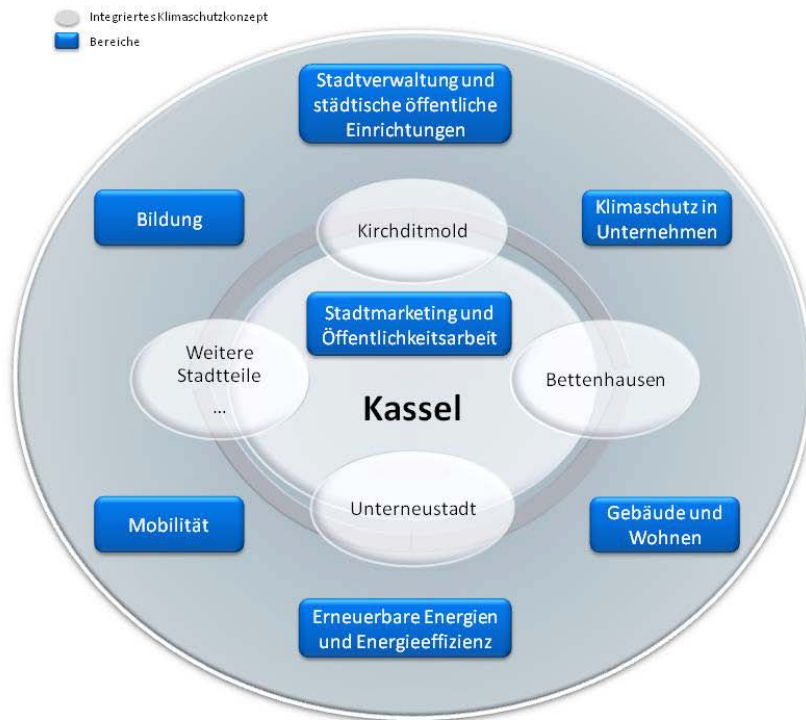 Integriertes Klimaschutzkonzept
Bereiche
Stadtverwaltung und
städtische öffentliche
Einrichtungen
Bildung
Klimaschutz in
Unternehmen
Kirchditmold
Stadtmarketing und
Öffentlichkeitsarbeit
Weitere
Stadtteile
...
Bettenhausen
Kassel
Unterneustadt
Mobilität
Gebäude und
Wohnen
Erneuerbare Energien
und Energieeffizienz